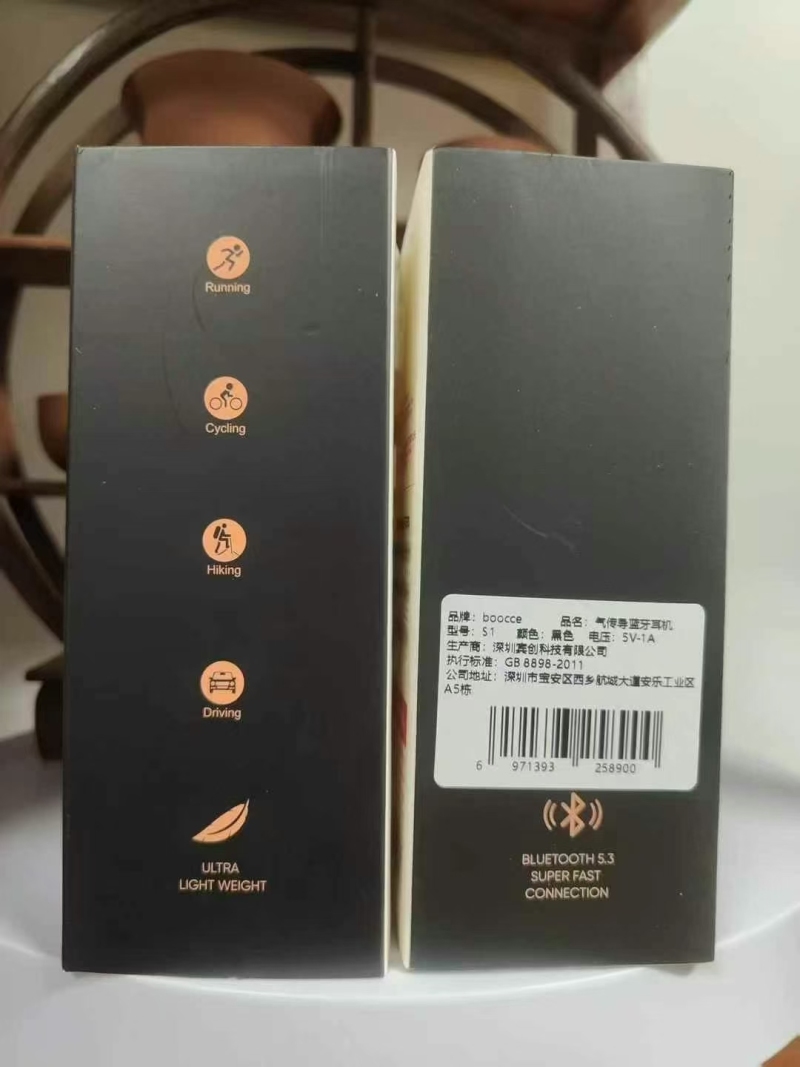 Running
Cycling
Hiking
Driving
ULTRA
LIGHT WEIGHT
品牌：boocce 品名：气传导蓝牙耳机
型号：S1 颜色：黑色 电压：5V-1A
生产商：深圳宾创科技有限公司
执行标准：GB 8898-2011
公司地址：深圳市宝安区西乡航城大道安乐工业区
A5栋
6 971393 258900
BLUETOOTH 5.3
SUPER FAST
CONNECTION